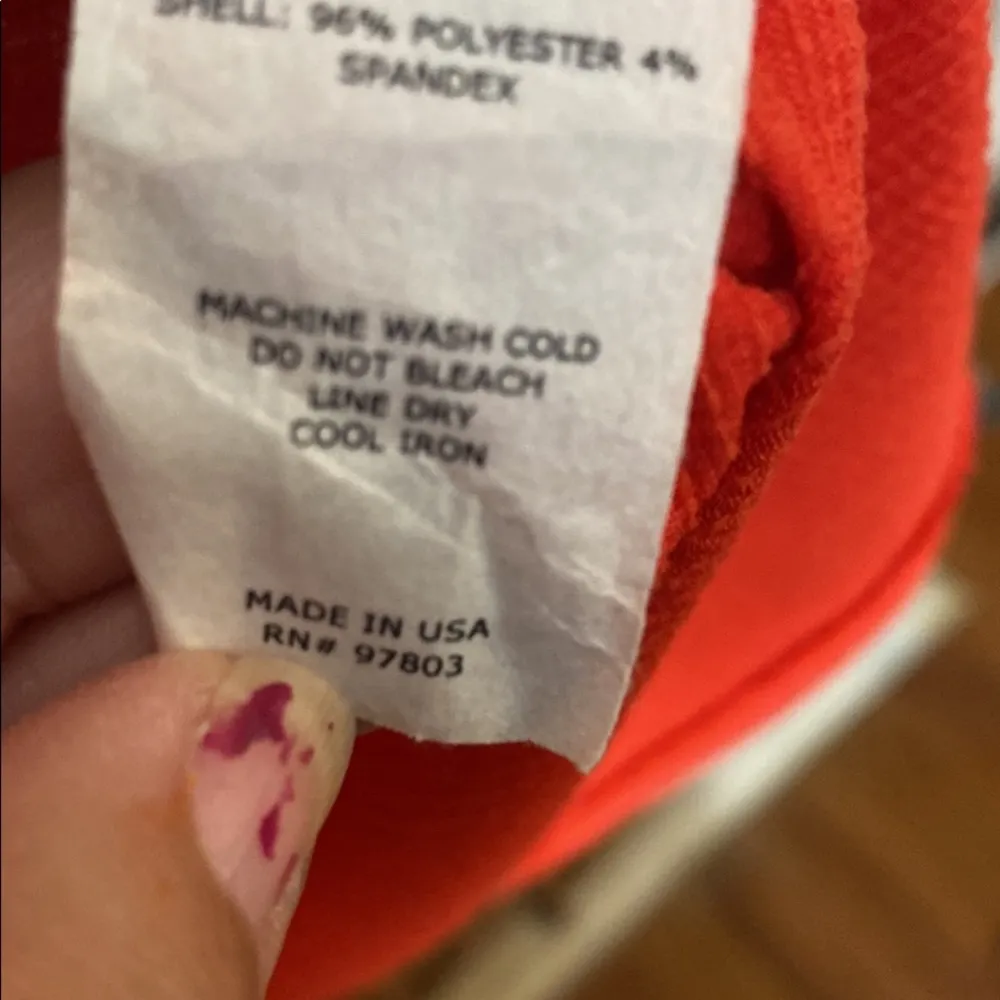 SHELL: 96% POLYESTER 4%
SPANDEX
MACHINE WASH COLD
DO NOT BLEACH
LINE DRY
COOL IRON
MADE IN USA
RN# 97803